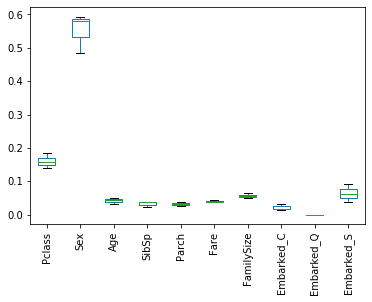 0.6
0.5
0.4
0.3
0.2
0.1
0.0
Pclass
Sex
Age
SibSp
Parch
Fare
FamilySize
Embarked_C
Embarked_Q
Embarked_S